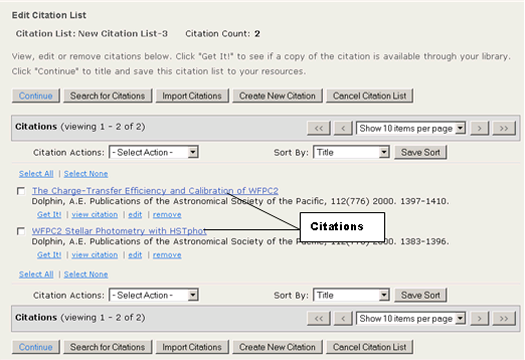 Edit Citation List
Citation List: New Citation List-3 Citation Count: 2
View, edit or remove citations below. Click "Get It!" to see if a copy of the citation is available through your library.
Click "Continue" to title and save this citation list to your resources.
Continue Search for Citations Import Citations Create New Citation Cancel Citation List
Citations (viewing 1 - 2 of 2) << < Show 10 items per page > >>
Citation Actions: - Select Action - Sort By: Title Save Sort
Select All | Select None
The Charge-Transfer Efficiency and Calibration of WFPC2
Dolphin, A.E. Publications of the Astronomical Society of the Pacific, 112(776) 2000. 1397-1410.
Get It! | view citation | edit | remove
Citations
WFPC2 Stellar Photometry with HSTphot
Dolphin, A.E. Publications of the Astronomical Society of the Pacific, 112(776) 2000. 1383-1396.
Get It! | view citation | edit | remove
Select All | Select None
Citation Actions: - Select Action - Sort By: Title Save Sort
Citations (viewing 1 - 2 of 2) << < Show 10 items per page > >>
Continue Search for Citations Import Citations Create New Citation Cancel Citation List